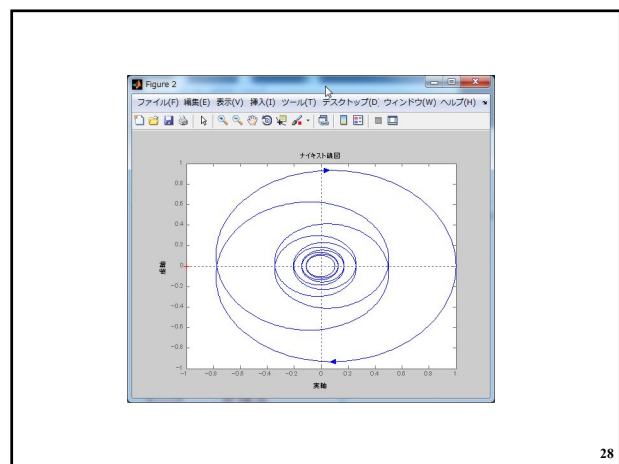 Figure 2
ファイル(F) 編集(E) 表示(V) 挿入(I) ツール(T) デスクトップ(D) ウィンドウ(W) ヘルプ(H)
ナイキスト線図
1
0.8
0.6
0.4
0.2
0
-0.2
-0.4
-0.6
-0.8
-1
虚軸
-1 -0.8 -0.6 -0.4 -0.2 0 0.2 0.4 0.6 0.8 1
実軸
28